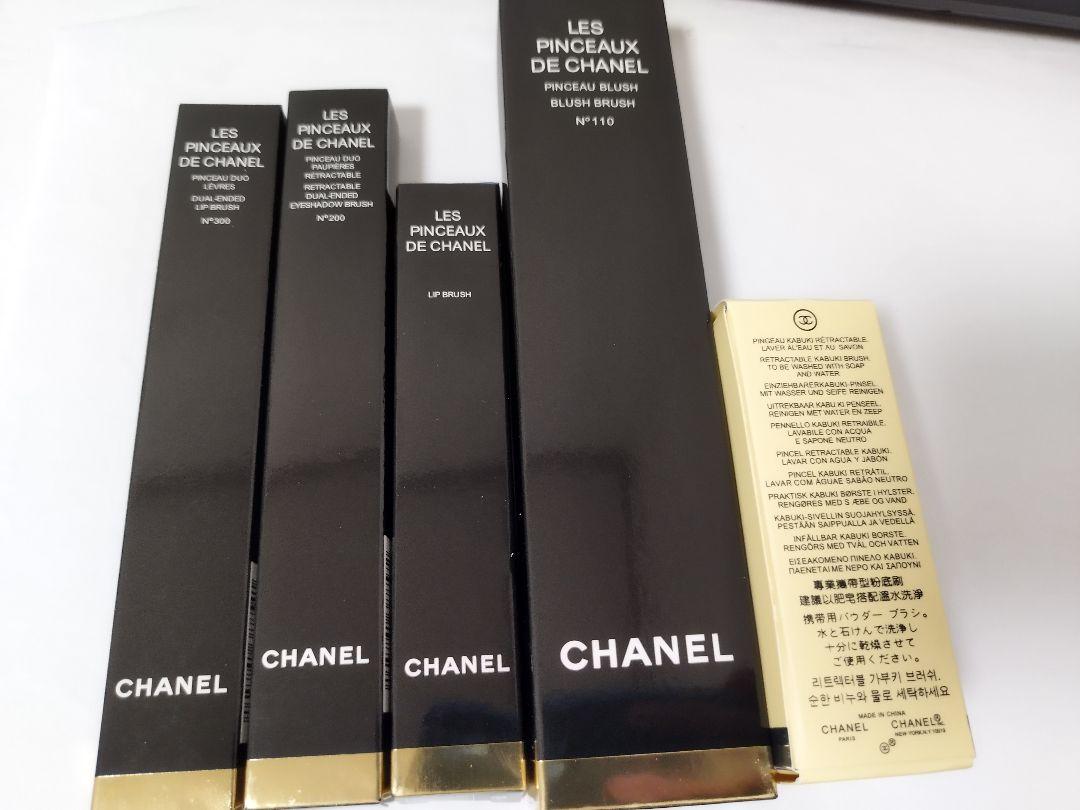 LES
PINCEAUX
DE CHANEL
PINCEAU DUO
LÈVRES
DUAL-ENDED
LIP BRUSH
N°300
CHANEL
LES
PINCEAUX
DE CHANEL
PINCEAU DUO
PAUPIÈRES
RÉTRACTABLE
RETRACTABLE
DUAL-ENDED
EYESHADOW BRUSH
N°200
CHANEL
LES
PINCEAUX
DE CHANEL
LIP BRUSH
CHANEL
LES
PINCEAUX
DE CHANEL
PINCEAU BLUSH
BLUSH BRUSH
N°110
CHANEL
PINGEAU KABUKI RÉTRACTABLE.
LAVER AL'EAU ET AU SAVON
RETRACTABLE KABUKI BRUSH.
TO BE WASHED WITH SOAP
AND WATER
EINZIEHBARERKABUKI-PINSEL.
MIT WASSER UND SEIFE REINIGEN
UITREKBAAR KABU KI PENSEEL.
REINIGEN MET WATER EN ZEEP
PENNELLO KABUKI RETRAIBILE.
LAVABILE CON ACQUA
E SAPONE NEUTRO
PINCEL RETRACTABLE KABUKI.
LAVAR CON AGUA Y JABÓN
PINCEL KABUKI RETRÁTIL.
LAVAR COM ÁGUAE SABÃO NEUTRO
PRAKTISK KABUKI BØRSTE I HYLSTER.
RENGØRES MED S ÆBE OG VAND
KABUKI-SIVELLIN SUOJAHYLSYSSÄ.
PESTÄÄN SAIPPUALLA JA VEDELLÄ
INFÄLLBAR KABUKI BORSTE.
RENGÖRS MED TVÅL OCH VATTEN
ΕΙΣΕΑΚΟΜΕΝΟ ΠΙΝΕΛΟ KABUKI.
ΠΑΕΝΕΤΑΙ ΜΕ ΝΕΡΟ ΚΑΙ ΣΑΠΟΥΝΙ
專業攜帶型粉底刷
建議以肥皂搭配溫水洗淨
携帯用パウダー ブラシ。
水と石けんで洗浄し
十分に乾燥させて
ご使用ください。
리트렉터블 가부키 브러쉬.
순한 비누와 물로 세탁하세요
MADE IN CHINA
CHANEL CHANEL®
PARIS NEW-YORK.N.Y 10019